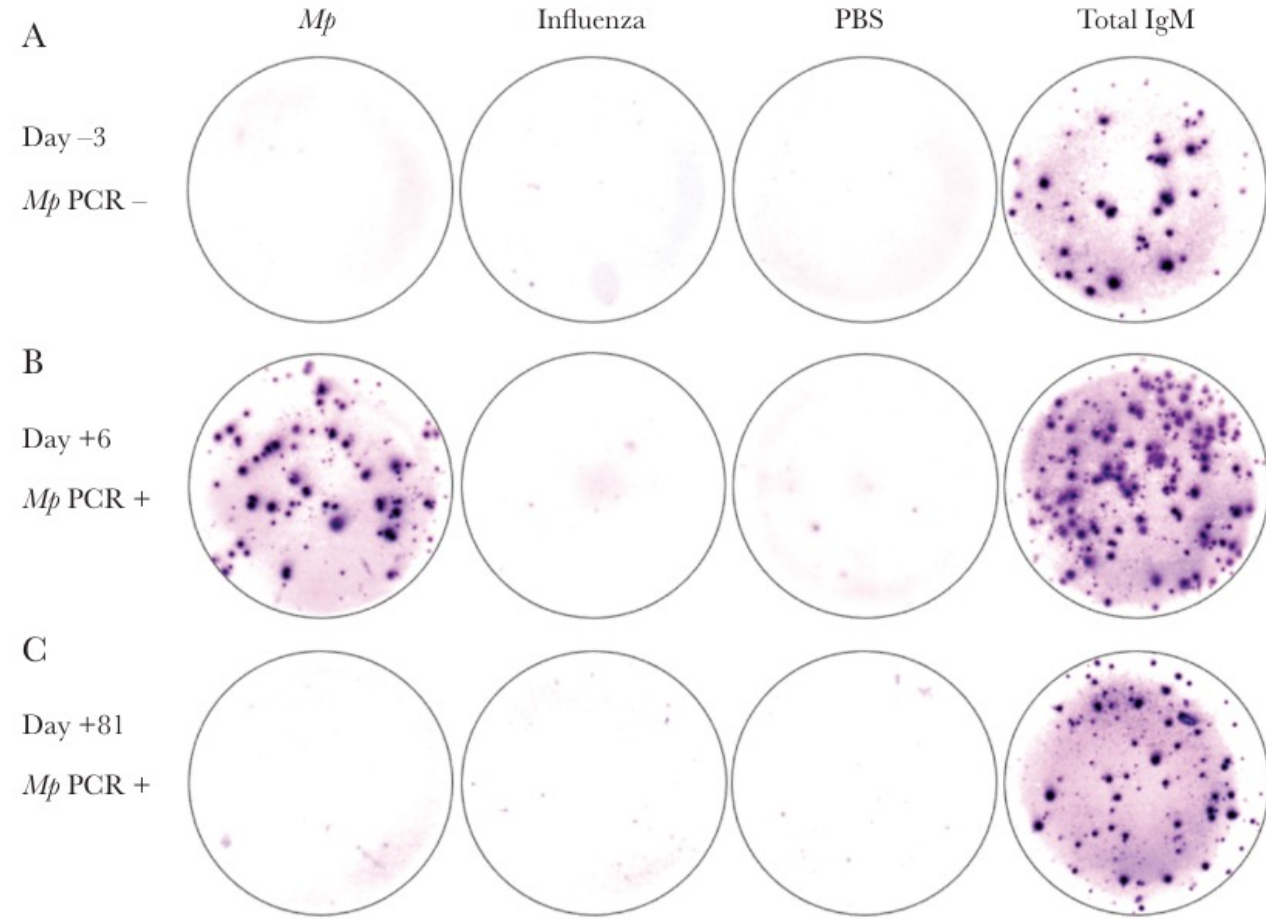 A
Mp Influenza PBS Total IgM
Day –3
Mp PCR –
B
Day +6
Mp PCR +
C
Day +81
Mp PCR +